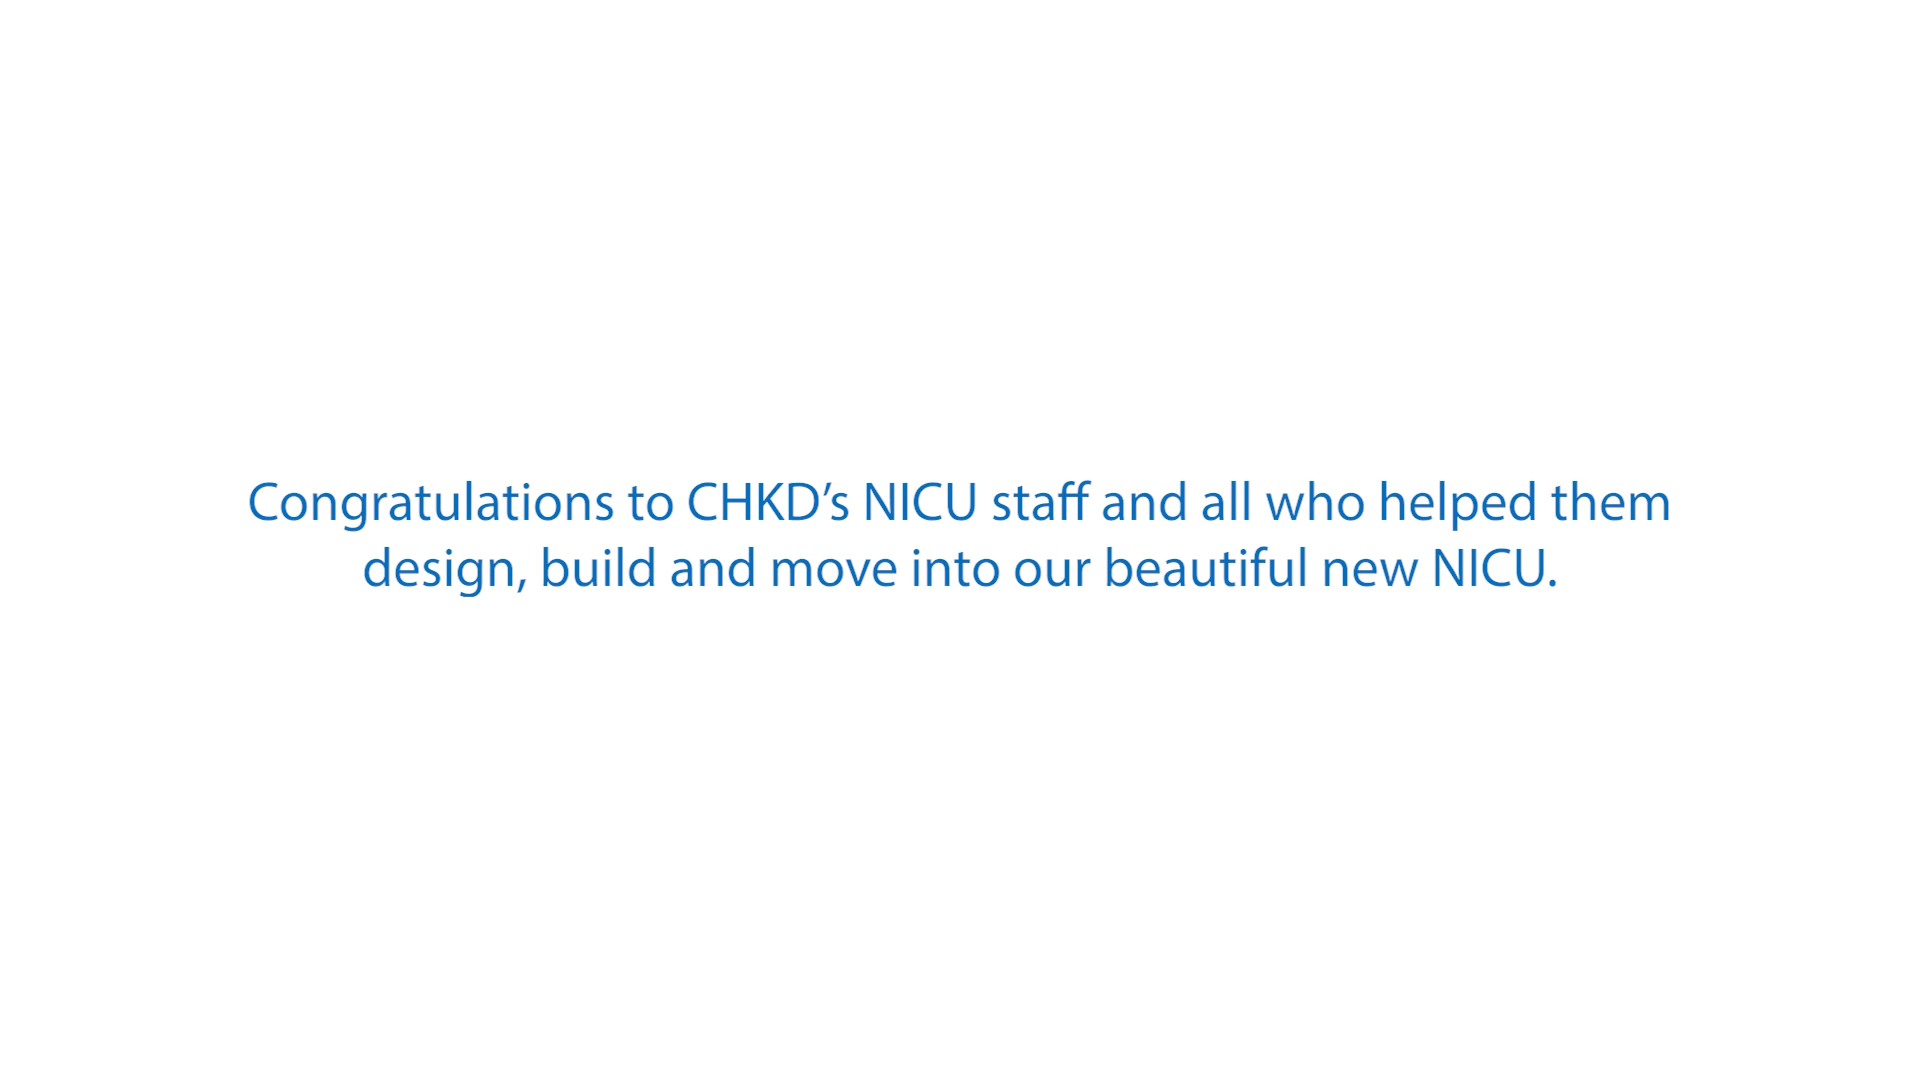 Congratulations to CHKD’s NICU staff and all who helped them
design, build and move into our beautiful new NICU.